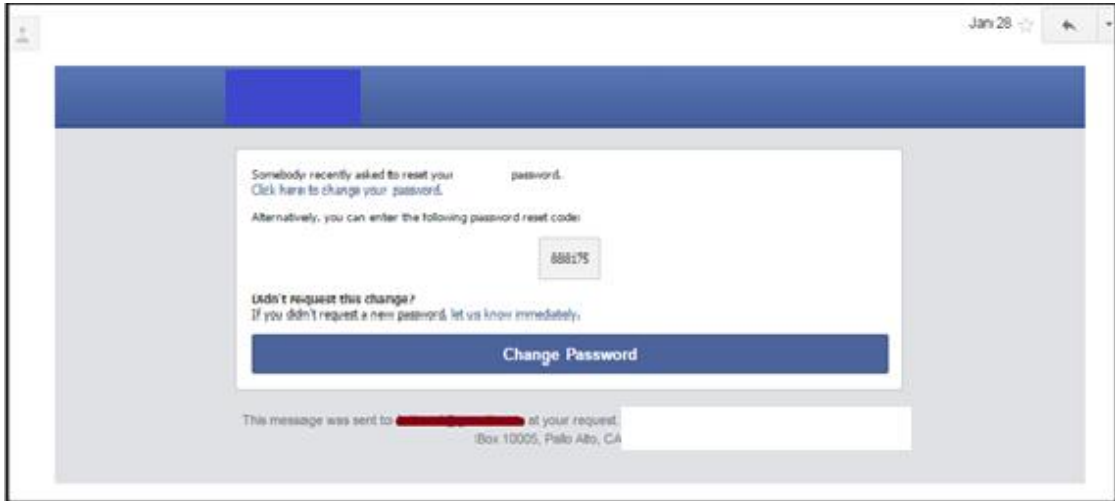 Jan 28
Somebody recently asked to reset your password.
Click here to change your password.
Alternatively, you can enter the following password reset code:
888175
Didn't request this change?
If you didn't request a new password, let us know immediately.
Change Password
This message was sent to at your request.
Box 10005, Palo Alto, CA